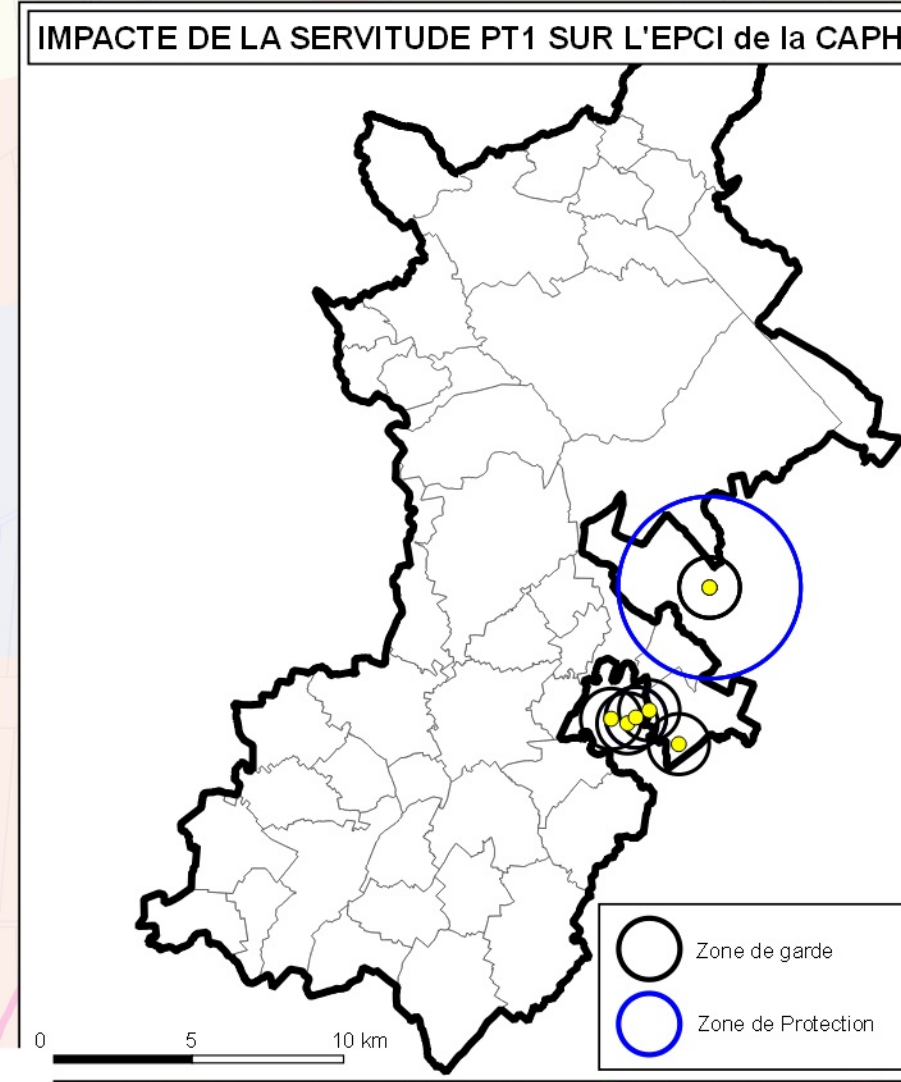 IMPACTE DE LA SERVITUDE PT1 SUR L'EPCI de la CAPH
Zone de garde
Zone de Protection
0 5 10 km